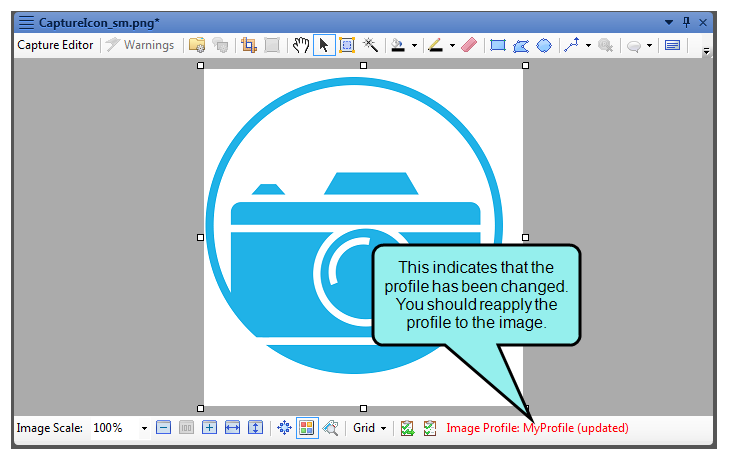 CaptureIcon_sm.png*
Capture Editor Warnings
This indicates that the
profile has been changed.
You should reapply the
profile to the image.
Image Scale: 100% 100 Grid Image Profile: MyProfile (updated)